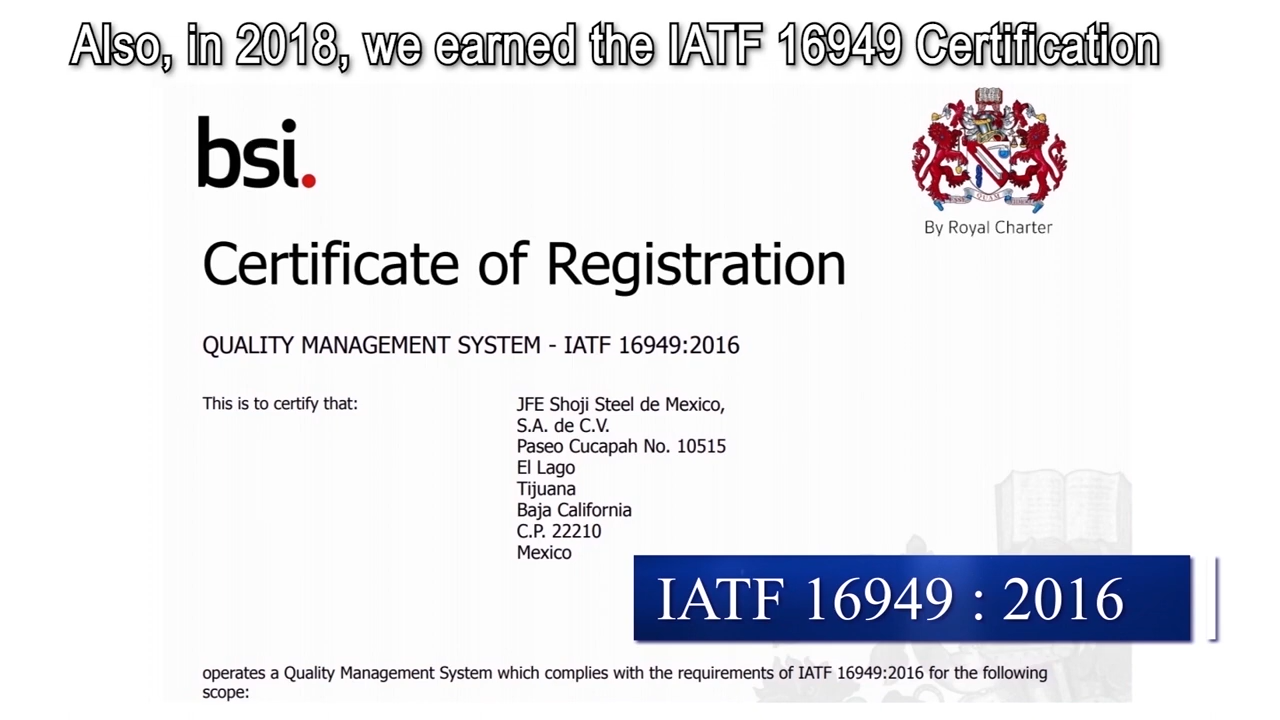 Also, in 2018, we earned the IATF 16949 Certification
bsi.
By Royal Charter
Certificate of Registration
QUALITY MANAGEMENT SYSTEM - IATF 16949:2016
This is to certify that:
JFE Shoji Steel de Mexico,
S.A. de C.V.
Paseo Cucapah No. 10515
El Lago
Tijuana
Baja California
C.P. 22210
Mexico
IATF 16949 : 2016
operates a Quality Management System which complies with the requirements of IATF 16949:2016 for the following
scope: